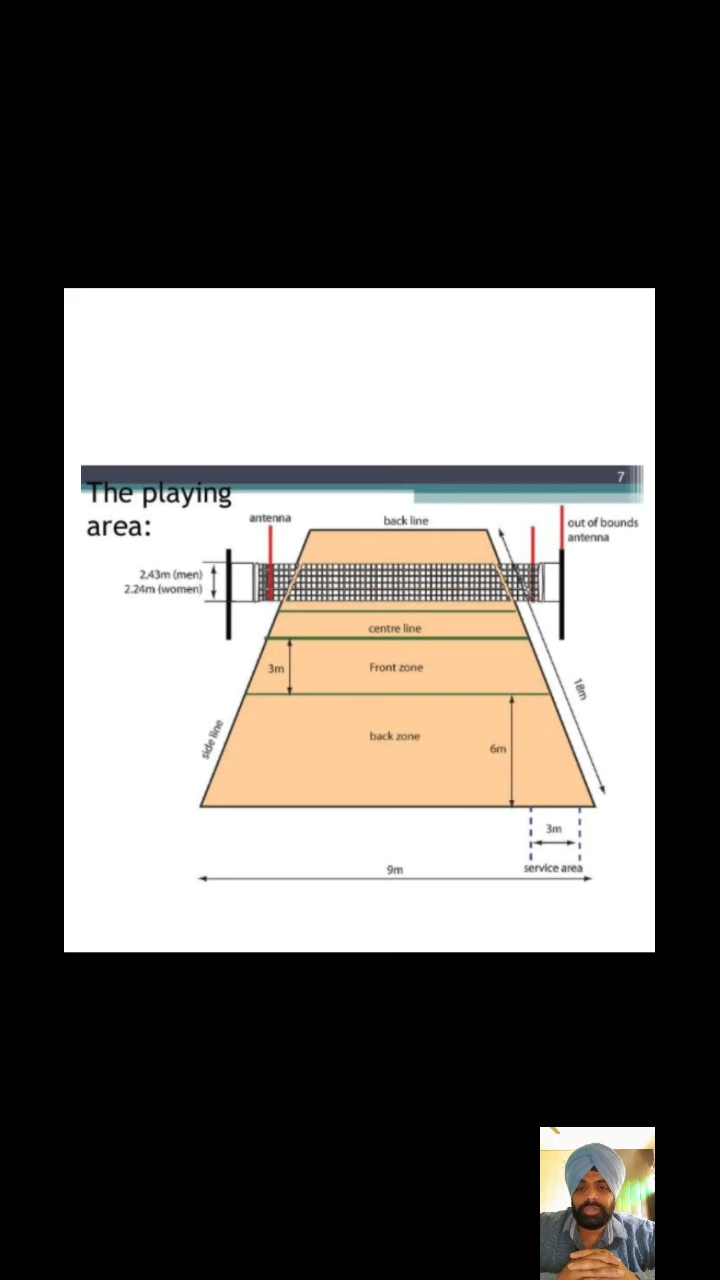 7
The playing
area:
antenna
back line
out of bounds
antenna
2.43m (men)
2.24m (women)
centre line
3m
Front zone
18m
side line
back zone
6m
3m
service area
9m